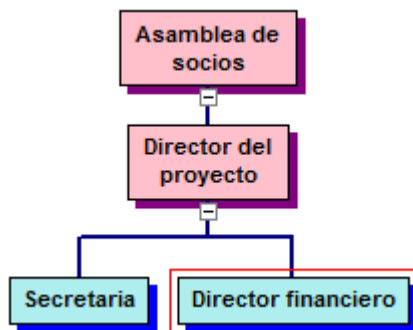 Asamblea de
socios
Director del
proyecto
Secretaria
Director financiero